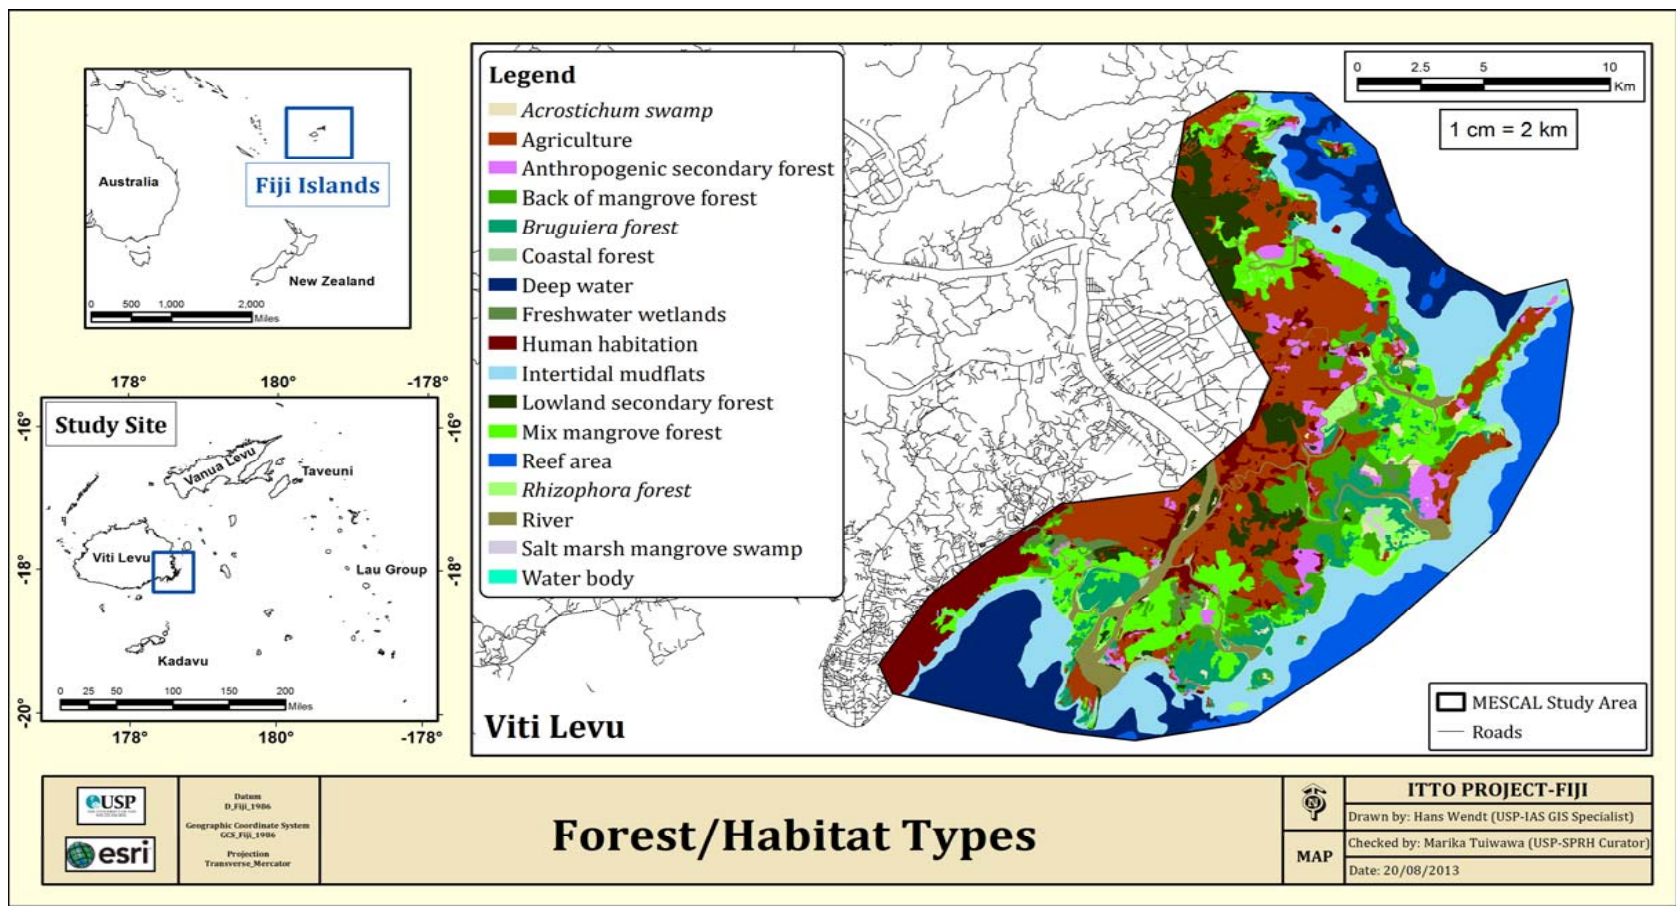 Australia
Fiji Islands
New Zealand
0 500 1,000 2,000
Miles
178° 180° -178°
Study Site
-16°
-18°
-20°
-16°
-18°
Vanua Levu
Taveuni
Viti Levu
Lau Group
Kadavu
0 25 50 100 150 200
Miles
178° 180° -178°
Legend
Acrostichum swamp
Agriculture
Anthropogenic secondary forest
Back of mangrove forest
Bruguiera forest
Coastal forest
Deep water
Freshwater wetlands
Human habitation
Intertidal mudflats
Lowland secondary forest
Mix mangrove forest
Reef area
Rhizophora forest
River
Salt marsh mangrove swamp
Water body
0 2.5 5 10
Km
1 cm = 2 km
Viti Levu
MESCAL Study Area
Roads
USP
esri
Datum
D_Fiji_1986
Geographic Coordinate System
GCS_Fiji_1986
Projection
Transverse_Mercator
Forest/Habitat Types
N
MAP
ITTO PROJECT-FIJI
Drawn by: Hans Wendt (USP-IAS GIS Specialist)
Checked by: Marika Tuiwawa (USP-SPRH Curator)
Date: 20/08/2013